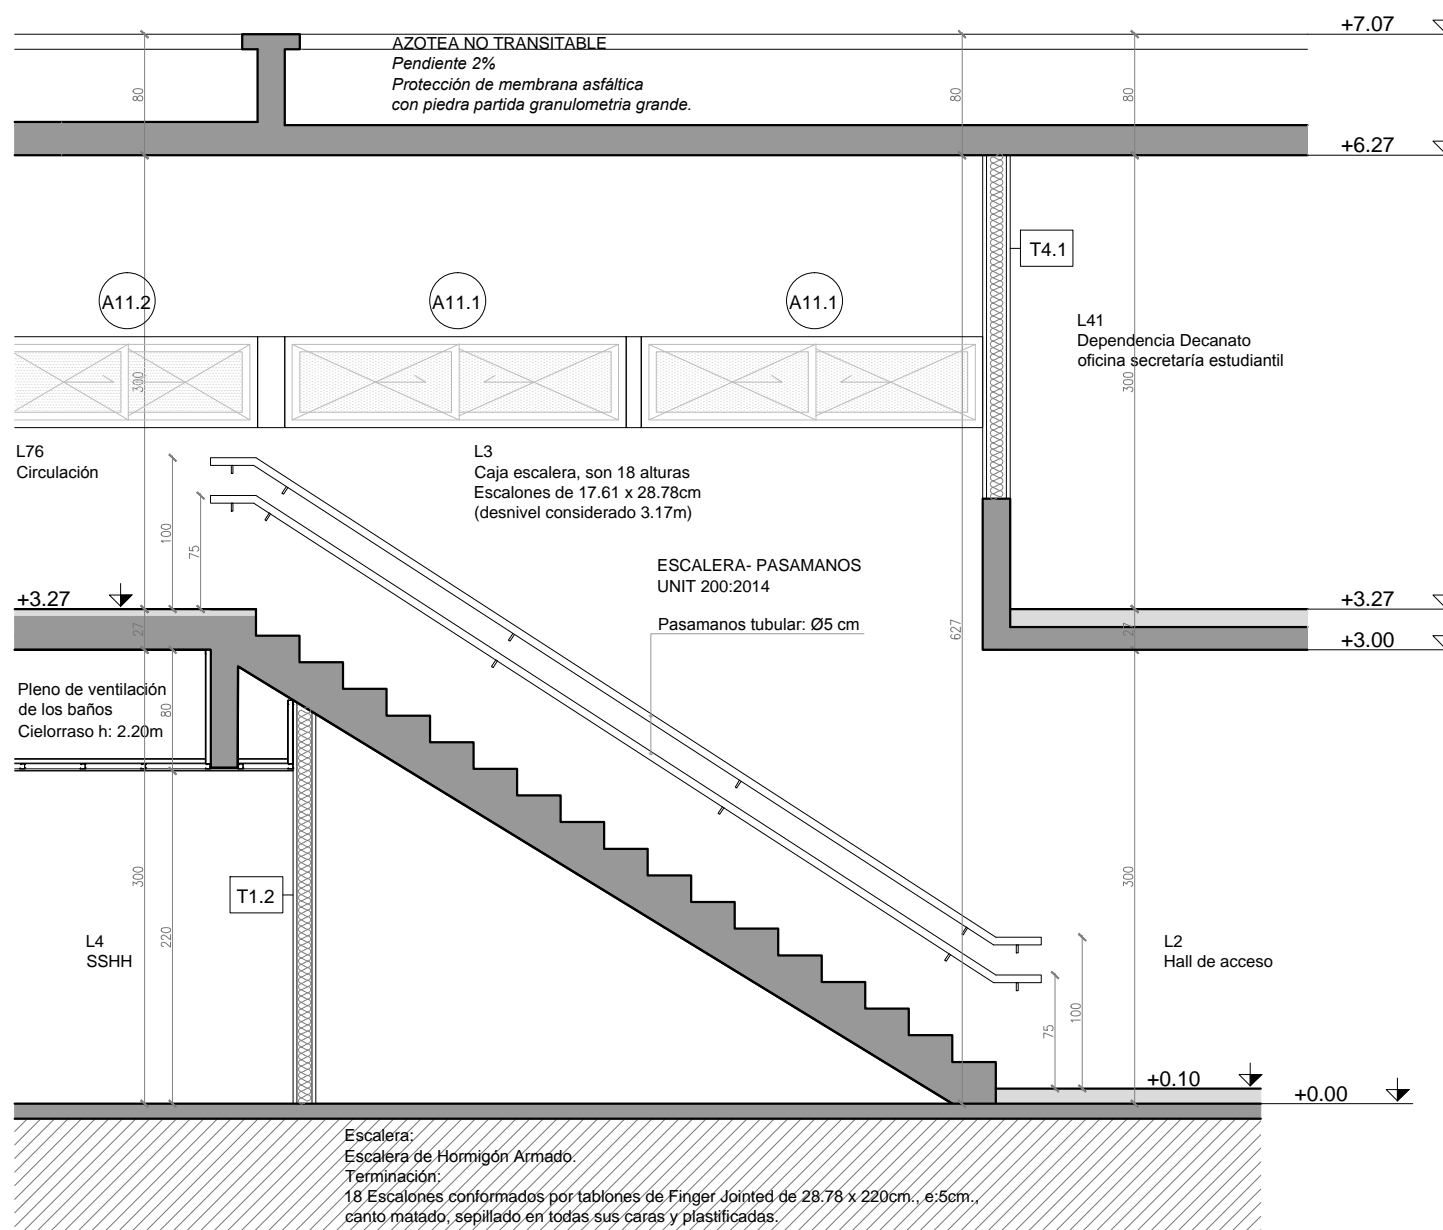 +7.07
AZOTEA NO TRANSITABLE
Pendiente 2%
Protección de membrana asfáltica
con piedra partida granulometria grande.
80
80
80
+6.27
T4.1
A11.2
A11.1
A11.1
L41
Dependencia Decanato
oficina secretaría estudiantil
300
300
L76
Circulación
L3
Caja escalera, son 18 alturas
Escalones de 17.61 x 28.78cm
(desnivel considerado 3.17m)
100
75
ESCALERA- PASAMANOS
UNIT 200:2014
Pasamanos tubular: Ø5 cm
+3.27
+3.27
27
627
27
+3.00
Pleno de ventilación
de los baños
Cielorraso h: 2.20m
80
300
T1.2
300
220
L4
SSHH
L2
Hall de acceso
75
100
+0.10
+0.00
Escalera:
Escalera de Hormigón Armado.
Terminación:
18 Escalones conformados por tablones de Finger Jointed de 28.78 x 220cm., e:5cm.,
canto matado, sepillado en todas sus caras y plastificadas.